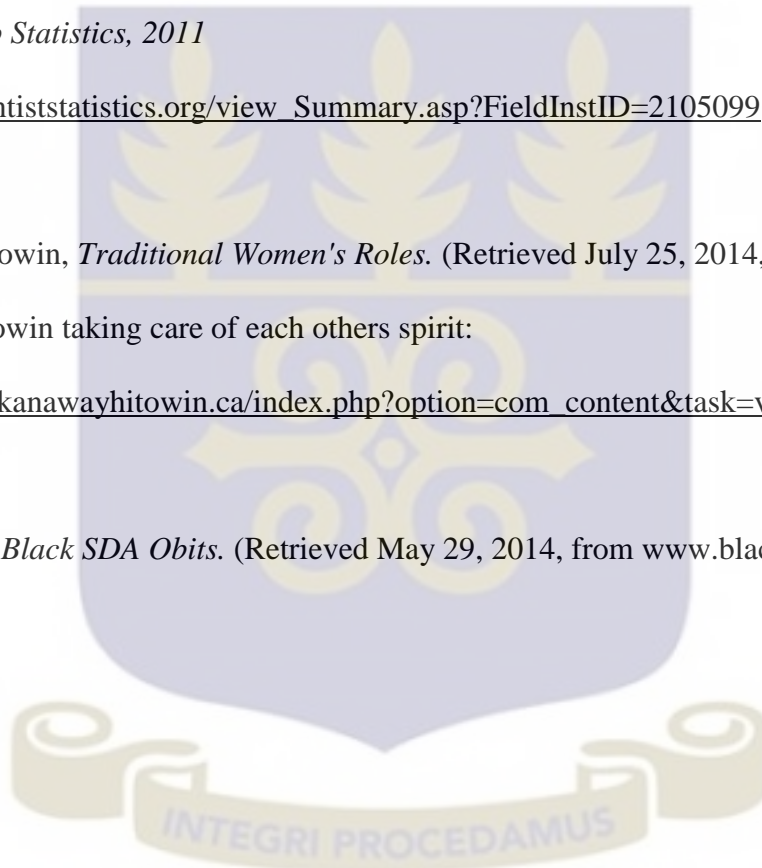 Statistics, 2011
ntiststatistics.org/view_Summary.asp?FieldInstID=2105099
owin, Traditional Women's Roles. (Retrieved July 25, 2014,
owin taking care of each others spirit:
kanawayhitowin.ca/index.php?option=com_content&task=v
Black SDA Obits. (Retrieved May 29, 2014, from www.blac
INTEGRI PROCEDAMUS